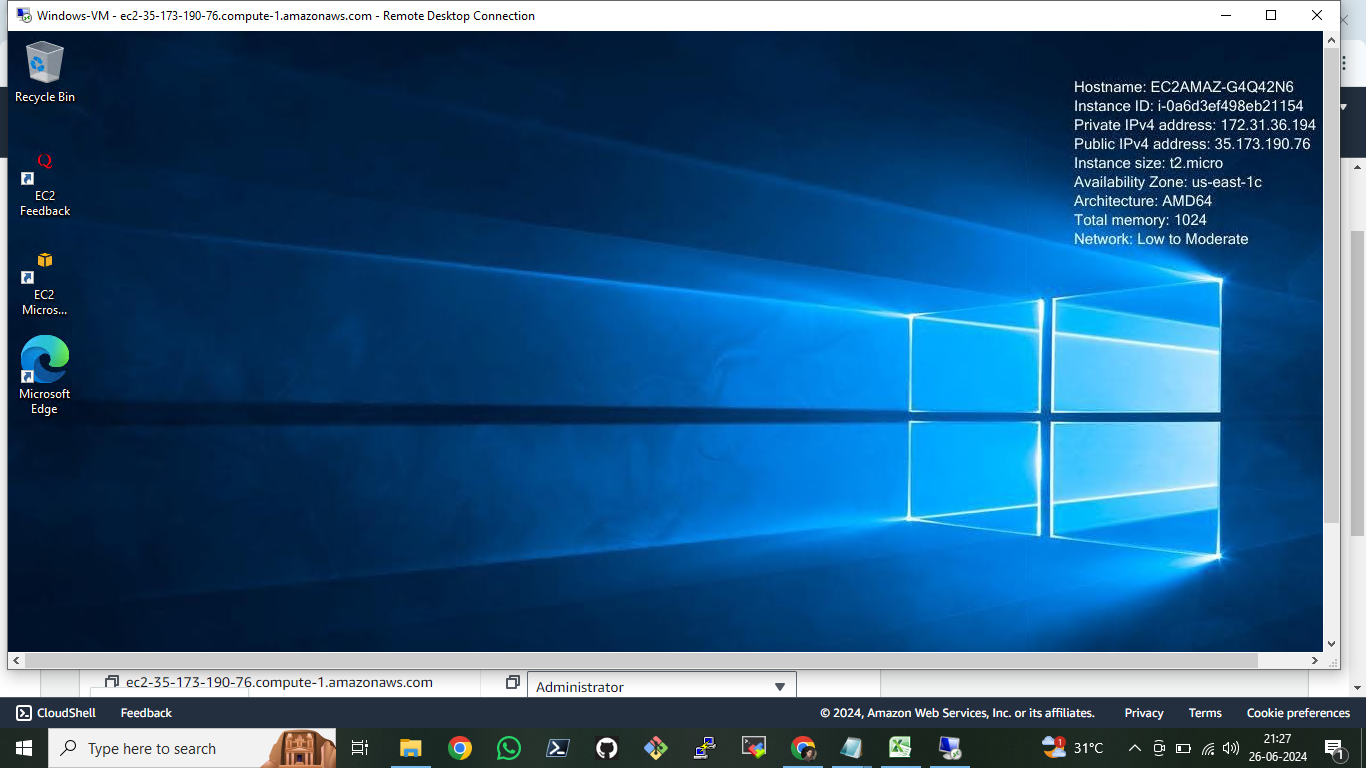 Windows-VM - ec2-35-173-190-76.compute-1.amazonaws.com - Remote Desktop Connection
Recycle Bin
EC2
Feedback
EC2
Micros...
Microsoft
Edge
Hostname: EC2AMAZ-G4Q42N6
Instance ID: i-0a6d3ef498eb21154
Private IPv4 address: 172.31.36.194
Public IPv4 address: 35.173.190.76
Instance size: t2.micro
Availability Zone: us-east-1c
Architecture: AMD64
Total memory: 1024
Network: Low to Moderate
ec2-35-173-190-76.compute-1.amazonaws.com
Administrator
CloudShell Feedback © 2024, Amazon Web Services, Inc. or its affiliates. Privacy Terms Cookie preferences
Type here to search
1
31°C
21:27
26-06-2024
1